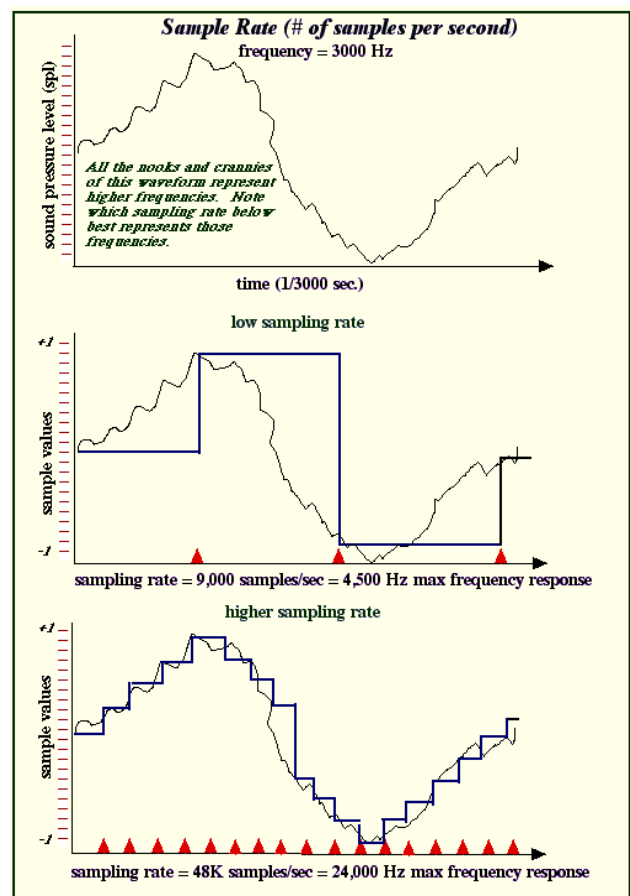 Sample Rate (# of samples per second)
frequency = 3000 Hz
sound pressure level (spl)
All the nooks and crannies
of this waveform represent
higher frequencies. Note
which sampling rate below
best represents those
frequencies.
time (1/3000 sec.)
low sampling rate
+1
sample values
-1
sampling rate = 9,000 samples/sec = 4,500 Hz max frequency response
higher sampling rate
+1
sample values
-1
sampling rate = 48K samples/sec = 24,000 Hz max frequency response